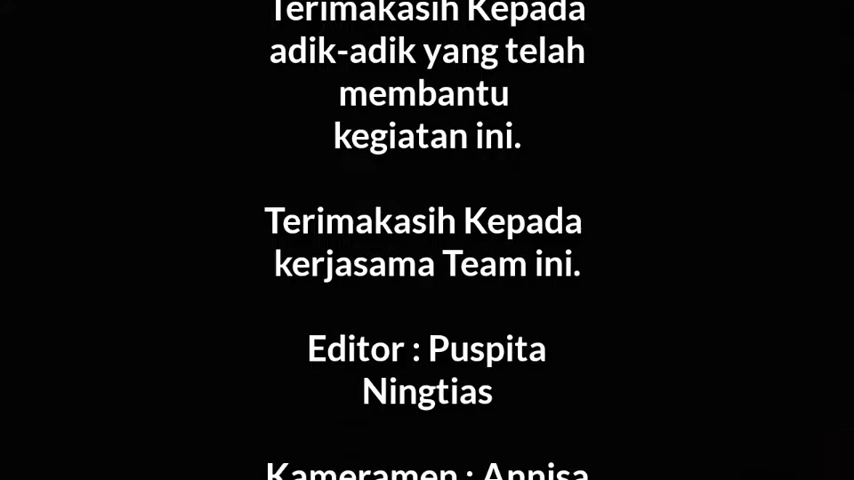 Terimakasih Kepada
adik-adik yang telah
membantu
kegiatan ini.
Terimakasih Kepada
kerjasama Team ini.
Editor : Puspita
Ningtias
Kameramen : Annisa